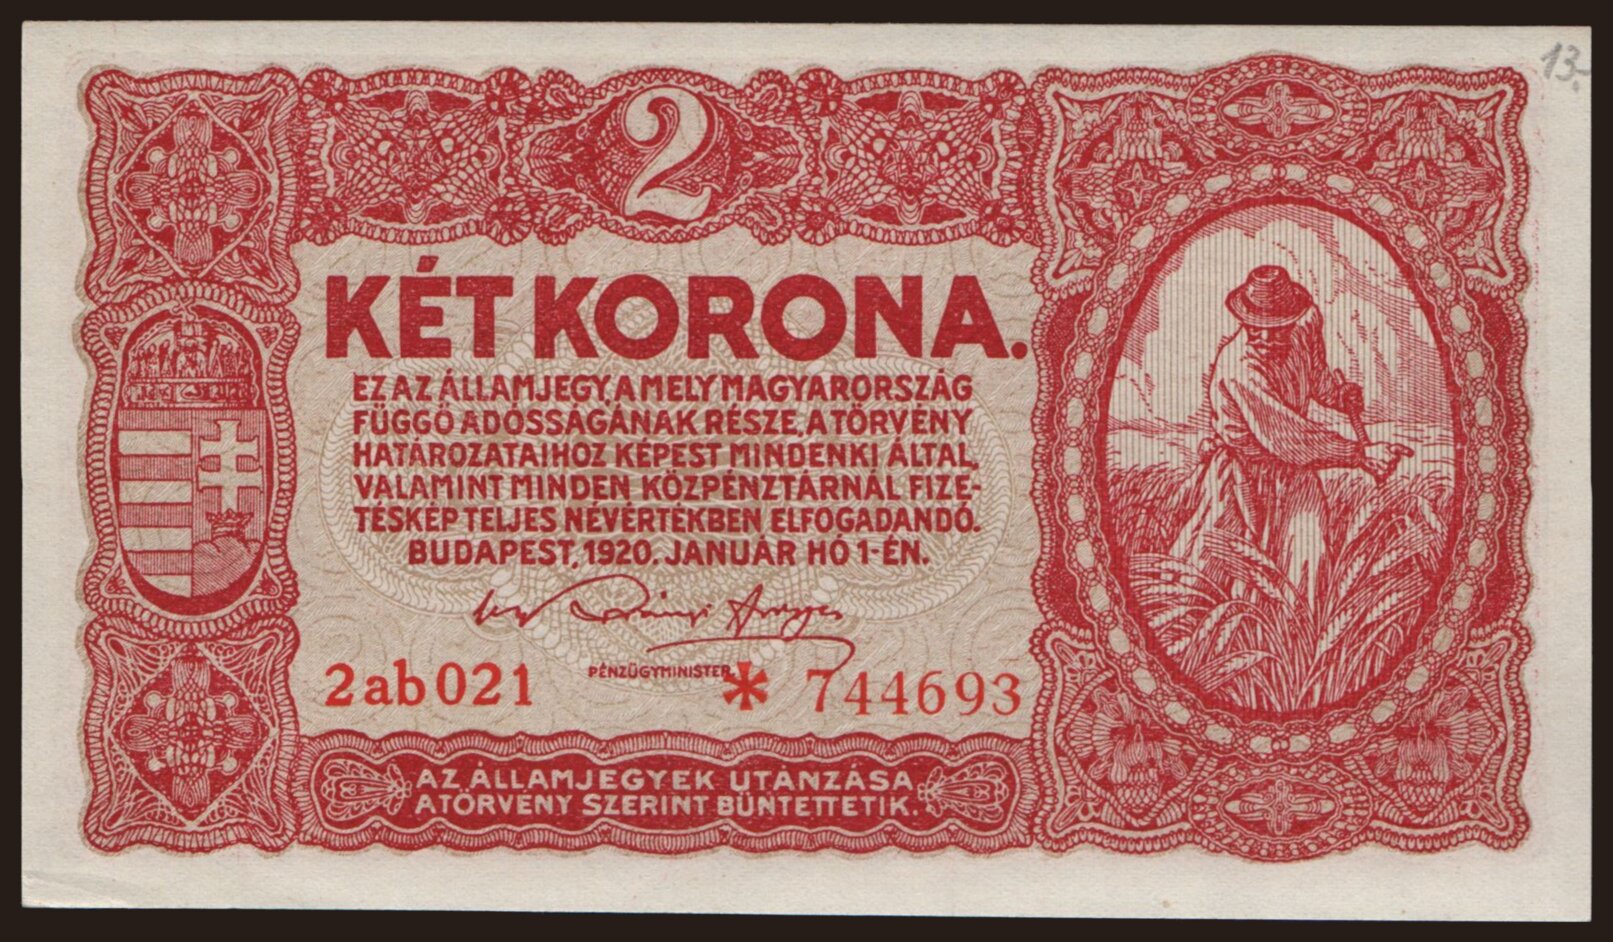 13.-
2
KÉT KORONA.
EZ AZ ÁLLAMJEGY, AMELY MAGYARORSZÁG
FÜGGŐ ADÓSSÁGÁNAK RÉSZE, A TÖRVÉNY
HATÁROZATAIHOZ KÉPEST MINDENKI ÁLTAL,
VALAMINT MINDEN KÖZPÉNZTÁRNÁL FIZE-
TÉSKÉP TELJES NÉVÉRTÉKBEN ELFOGADANDÓ.
BUDAPEST, 1920. JANUÁR HÓ 1-ÉN.
PÉNZÜGYMINISTER.
2ab021 * 744693
AZ ÁLLAMJEGYEK UTÁNZÁSA
A TÖRVÉNY SZERINT BÜNTETTETIK.